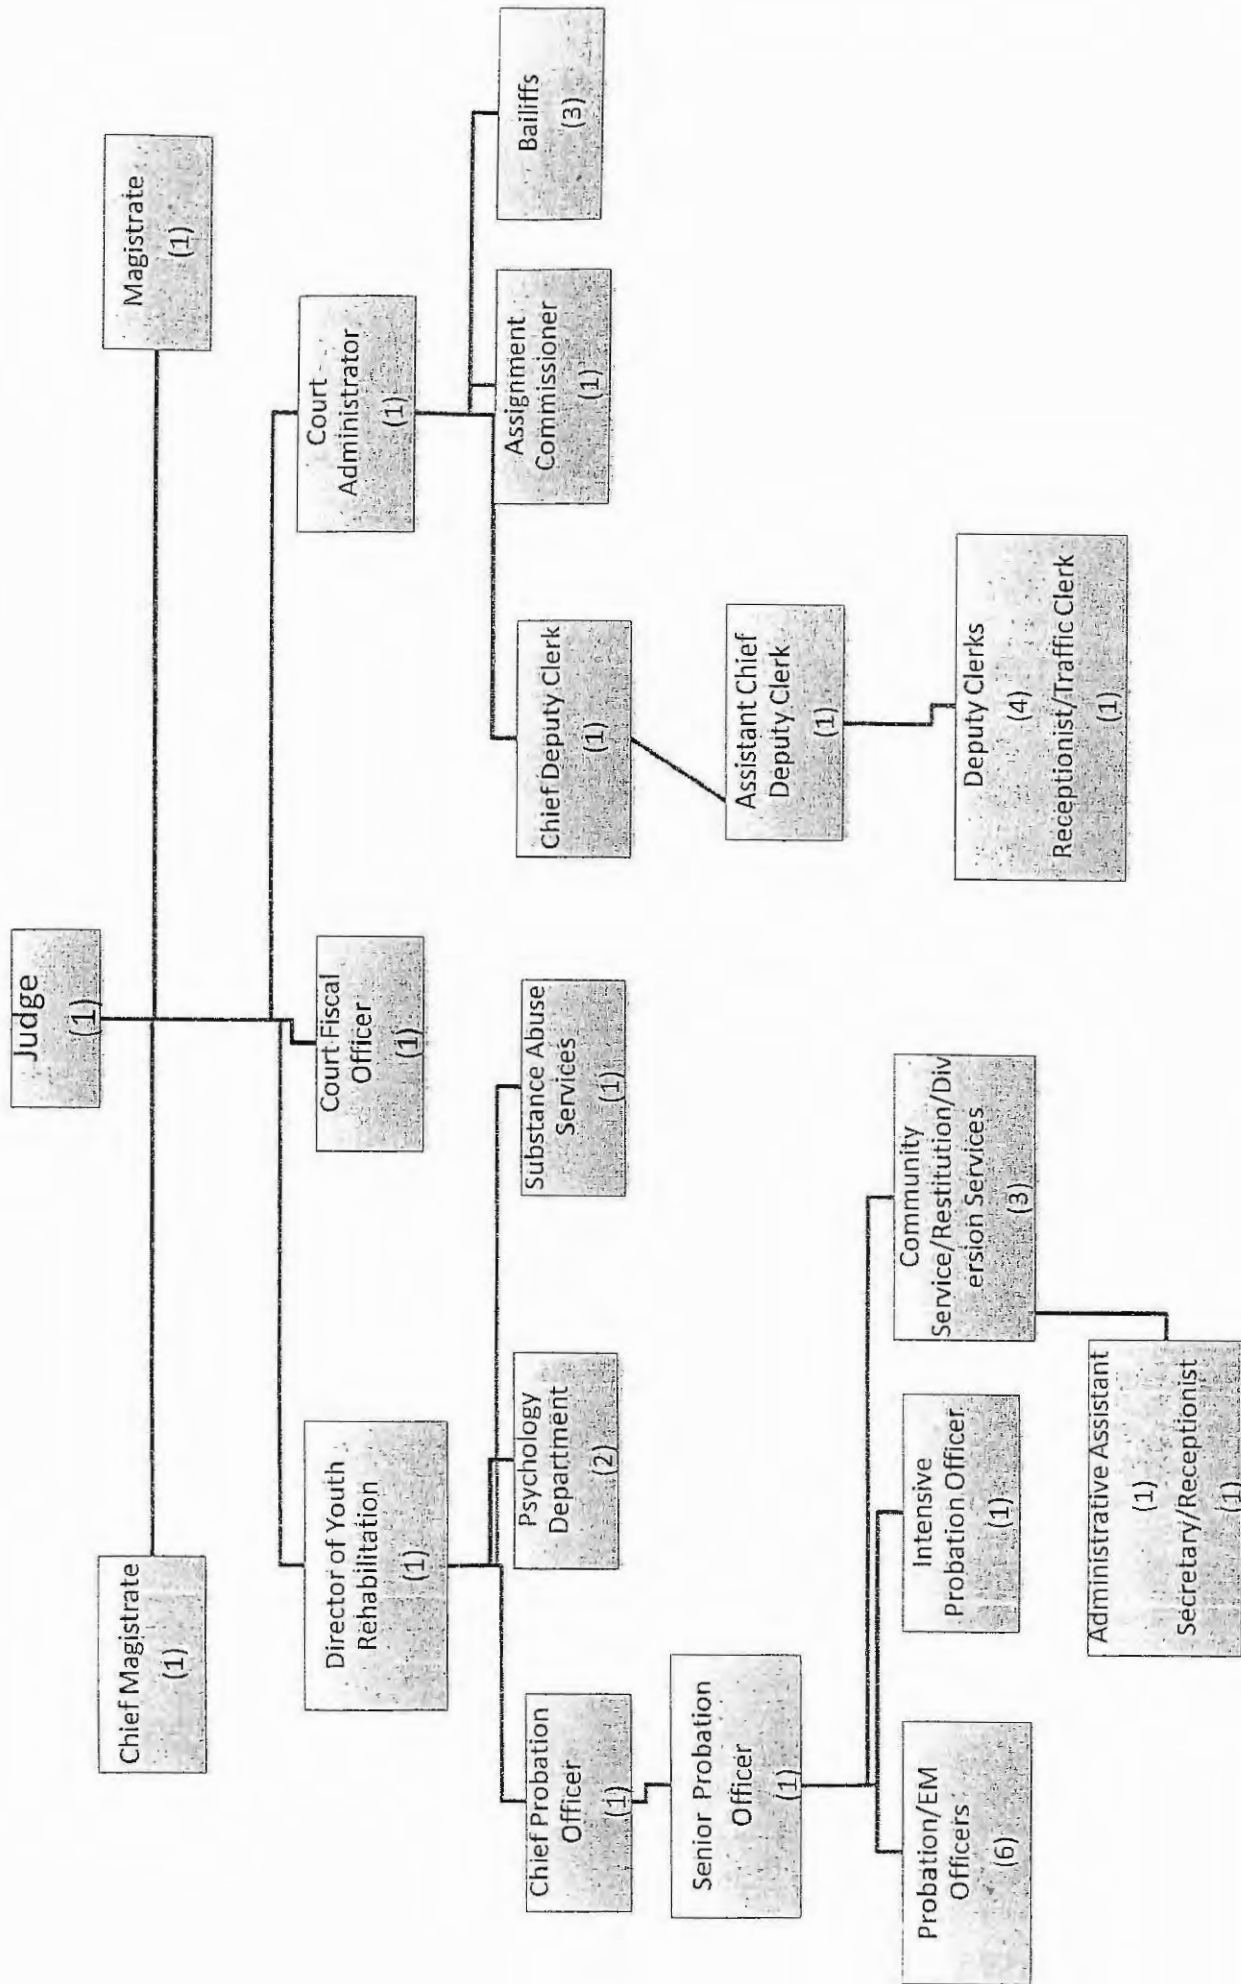 Judge
(1)
Chief Magistrate
(1)
Magistrate
(1)
Director of Youth
Rehabilitation
(1)
Court Fiscal
Officer
(1)
Court
Administrator
(1)
Chief Probation
Officer
(1)
Psychology
Department
(2)
Substance Abuse
Services
(1)
Chief Deputy Clerk
(1)
Assignment
Commissioner
(1)
Bailiffs
(3)
Senior Probation
Officer
(1)
Assistant Chief
Deputy Clerk
(1)
Probation/EM
Officers
(6)
Intensive
Probation Officer
(1)
Community
Service/Restitution/Div
ersion Services
(3)
Deputy Clerks
(4)
Receptionist/Traffic Clerk
(1)
Administrative Assistant
(1)
Secretary/Receptionist
(1)